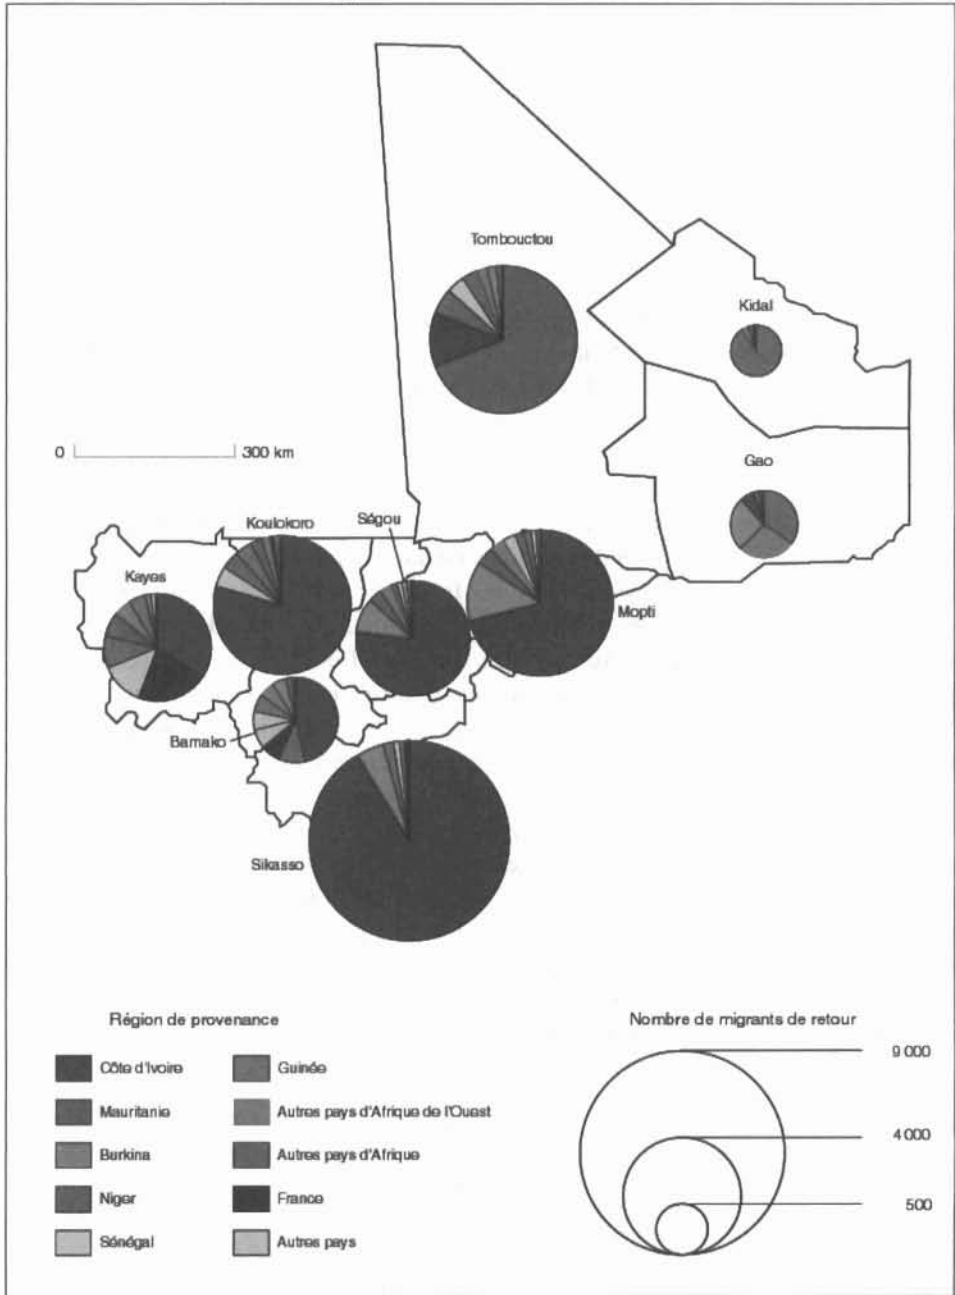 Tombouctou
Kidal
0 300 km
Gao
Ségou
Koulokoro
Kayes
Mopti
Bamako
Sikasso
Région de provenance
Côte d'Ivoire
Mauritanie
Burkina
Niger
Sénégal
Guinée
Autres pays d'Afrique de l'Ouest
Autres pays d'Afrique
France
Autres pays
Nombre de migrants de retour
9 000
4 000
500